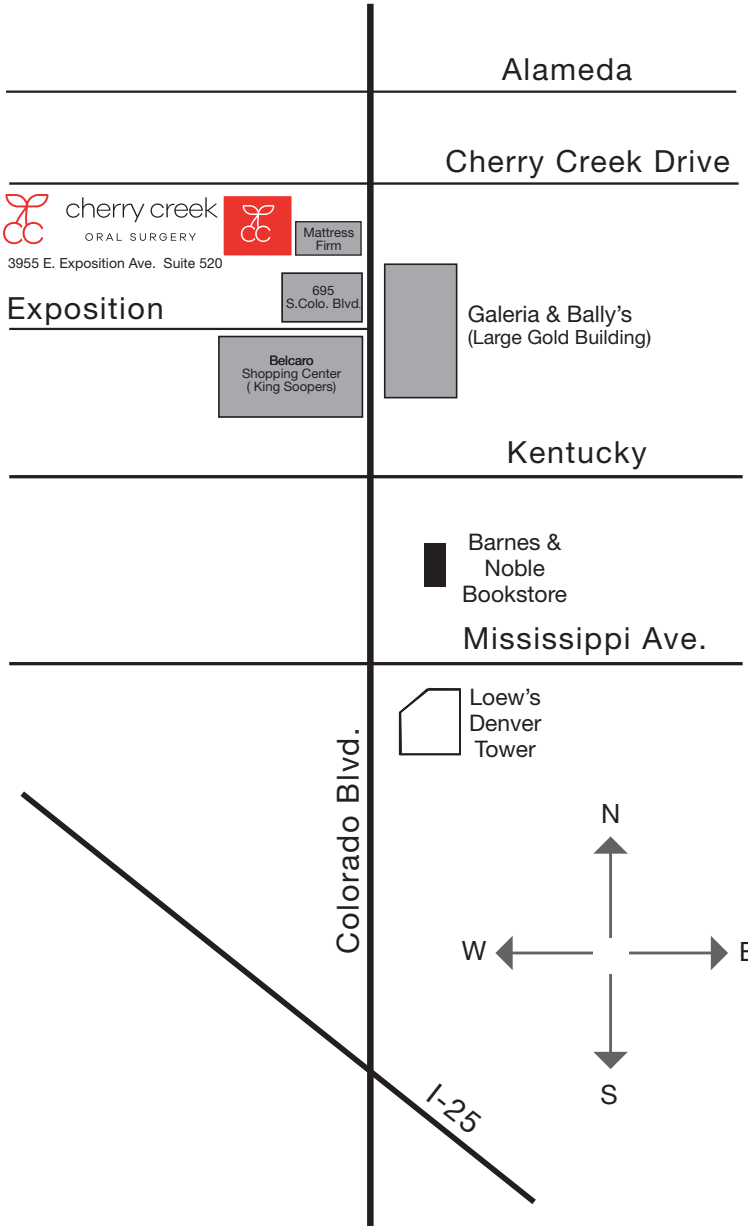 Alameda
Cherry Creek Drive
CC
cherry creek
ORAL SURGERY
CC
Mattress
Firm
3955 E. Exposition Ave. Suite 520
695
S.Colo. Blvd.
Exposition
Galeria & Bally's
(Large Gold Building)
Belcaro
Shopping Center
( King Soopers)
Kentucky
Barnes &
Noble
Bookstore
Mississippi Ave.
Loew's
Denver
Tower
Colorado Blvd.
N
W
E
S
I-25